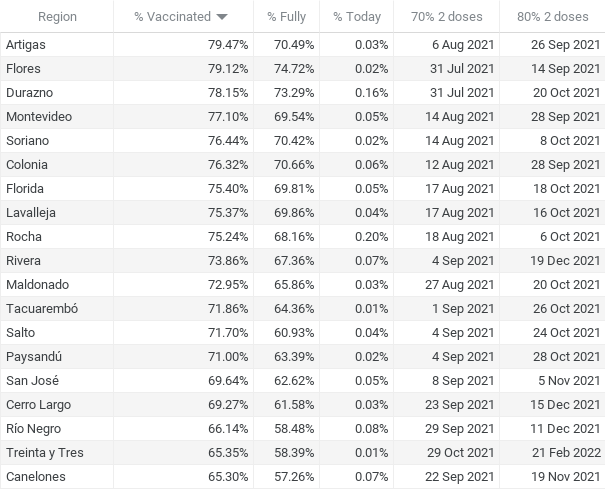 Region % Vaccinated % Fully % Today 70% 2 doses 80% 2 doses
Artigas 79.47% 70.49% 0.03% 6 Aug 2021 26 Sep 2021
Flores 79.12% 74.72% 0.02% 31 Jul 2021 14 Sep 2021
Durazno 78.15% 73.29% 0.16% 31 Jul 2021 20 Oct 2021
Montevideo 77.10% 69.54% 0.05% 14 Aug 2021 28 Sep 2021
Soriano 76.44% 70.42% 0.02% 14 Aug 2021 8 Oct 2021
Colonia 76.32% 70.66% 0.06% 12 Aug 2021 28 Sep 2021
Florida 75.40% 69.81% 0.05% 17 Aug 2021 18 Oct 2021
Lavalleja 75.37% 69.86% 0.04% 17 Aug 2021 16 Oct 2021
Rocha 75.24% 68.16% 0.20% 18 Aug 2021 6 Oct 2021
Rivera 73.86% 67.36% 0.07% 4 Sep 2021 19 Dec 2021
Maldonado 72.95% 65.86% 0.03% 27 Aug 2021 20 Oct 2021
Tacuarembó 71.86% 64.36% 0.01% 1 Sep 2021 26 Oct 2021
Salto 71.70% 60.93% 0.04% 4 Sep 2021 24 Oct 2021
Paysandú 71.00% 63.39% 0.02% 4 Sep 2021 28 Oct 2021
San José 69.64% 62.62% 0.05% 8 Sep 2021 5 Nov 2021
Cerro Largo 69.27% 61.58% 0.03% 23 Sep 2021 15 Dec 2021
Río Negro 66.14% 58.48% 0.08% 29 Sep 2021 11 Dec 2021
Treinta y Tres 65.35% 58.39% 0.01% 29 Oct 2021 21 Feb 2022
Canelones 65.30% 57.26% 0.07% 22 Sep 2021 19 Nov 2021